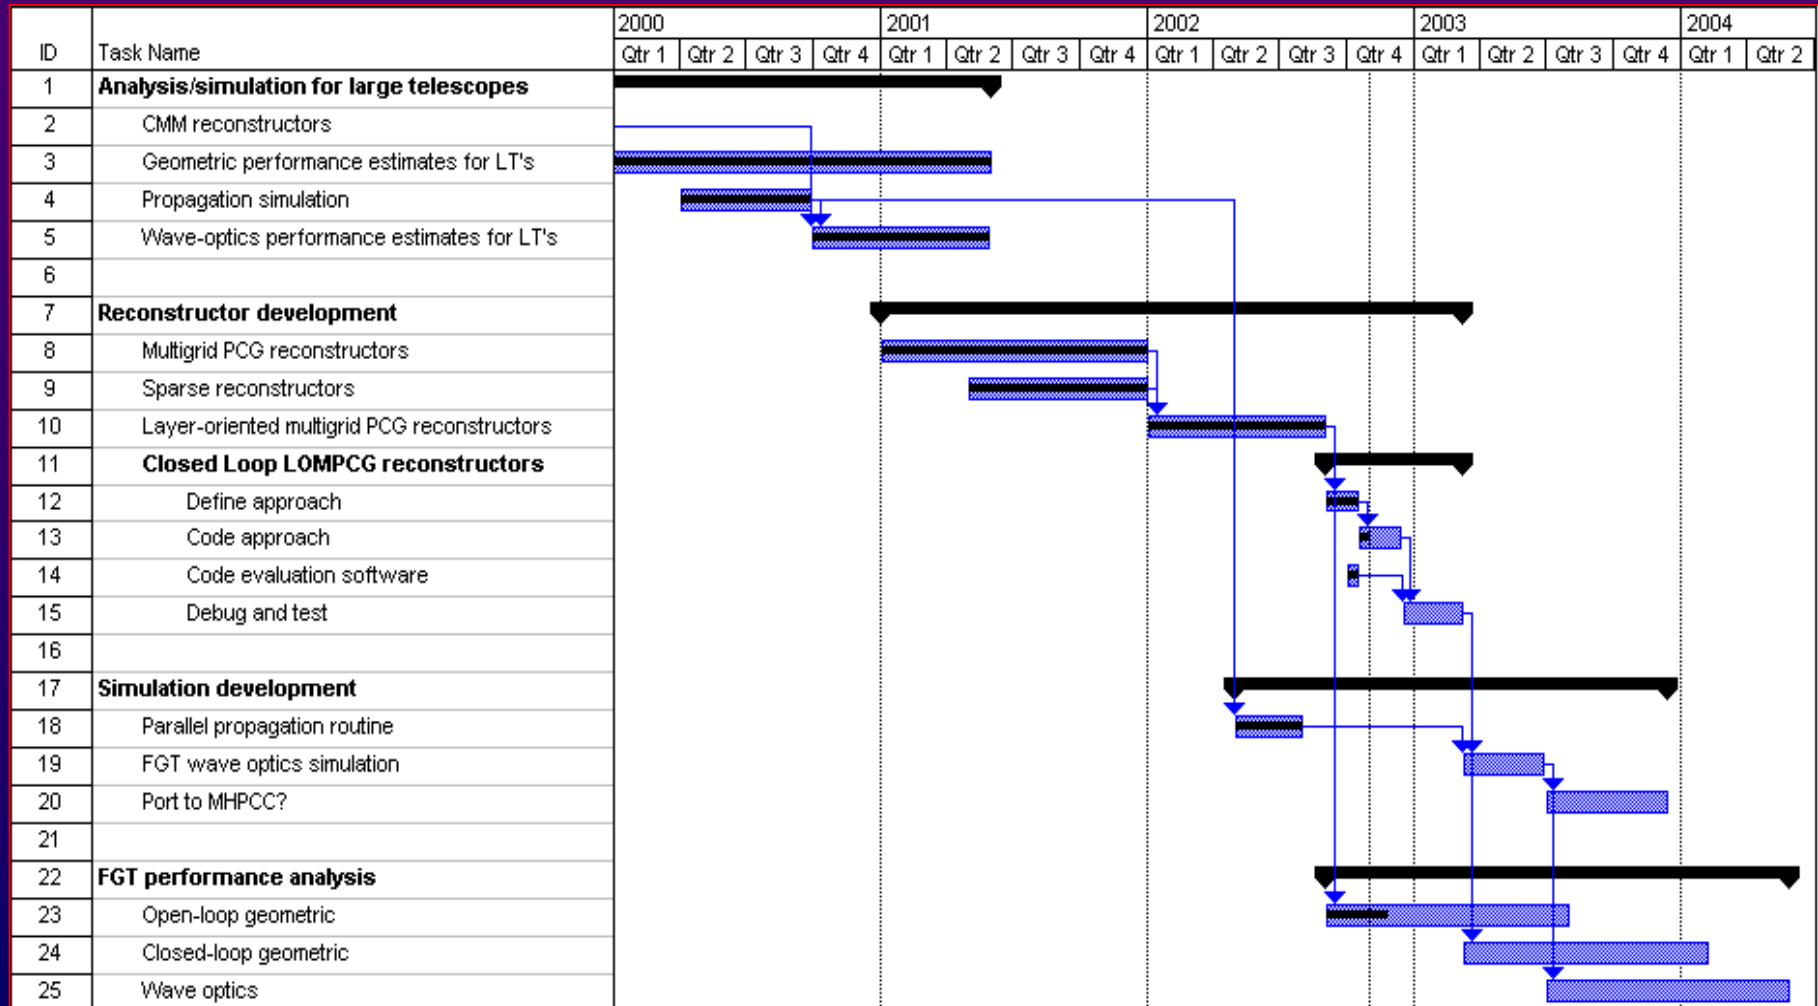 2000 2001 2002 2003 2004
ID Task Name Qtr 1 Qtr 2 Qtr 3 Qtr 4 Qtr 1 Qtr 2 Qtr 3 Qtr 4 Qtr 1 Qtr 2 Qtr 3 Qtr 4 Qtr 1 Qtr 2 Qtr 3 Qtr 4 Qtr 1 Qtr 2
1 Analysis/simulation for large telescopes
2 CMM reconstructors
3 Geometric performance estimates for LT's
4 Propagation simulation
5 Wave-optics performance estimates for LT's
6
7 Reconstructor development
8 Multigrid PCG reconstructors
9 Sparse reconstructors
10 Layer-oriented multigrid PCG reconstructors
11 Closed Loop LOMPCG reconstructors
12 Define approach
13 Code approach
14 Code evaluation software
15 Debug and test
16
17 Simulation development
18 Parallel propagation routine
19 FGT wave optics simulation
20 Port to MHPCC?
21
22 FGT performance analysis
23 Open-loop geometric
24 Closed-loop geometric
25 Wave optics